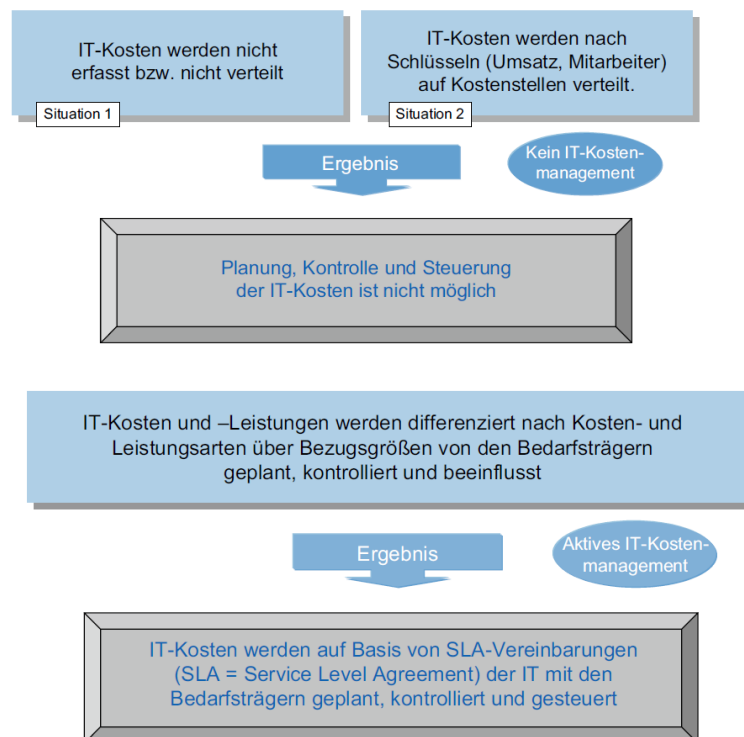 IT-Kosten werden nicht
erfasst bzw. nicht verteilt
Situation 1
IT-Kosten werden nach
Schlüsseln (Umsatz, Mitarbeiter)
auf Kostenstellen verteilt.
Situation 2
Ergebnis
Kein IT-Kosten-
management
Planung, Kontrolle und Steuerung
der IT-Kosten ist nicht möglich
IT-Kosten und –Leistungen werden differenziert nach Kosten- und
Leistungsarten über Bezugsgrößen von den Bedarfsträgern
geplant, kontrolliert und beeinflusst
Ergebnis
Aktives IT-Kosten-
management
IT-Kosten werden auf Basis von SLA-Vereinbarungen
(SLA = Service Level Agreement) der IT mit den
Bedarfsträgern geplant, kontrolliert und gesteuert